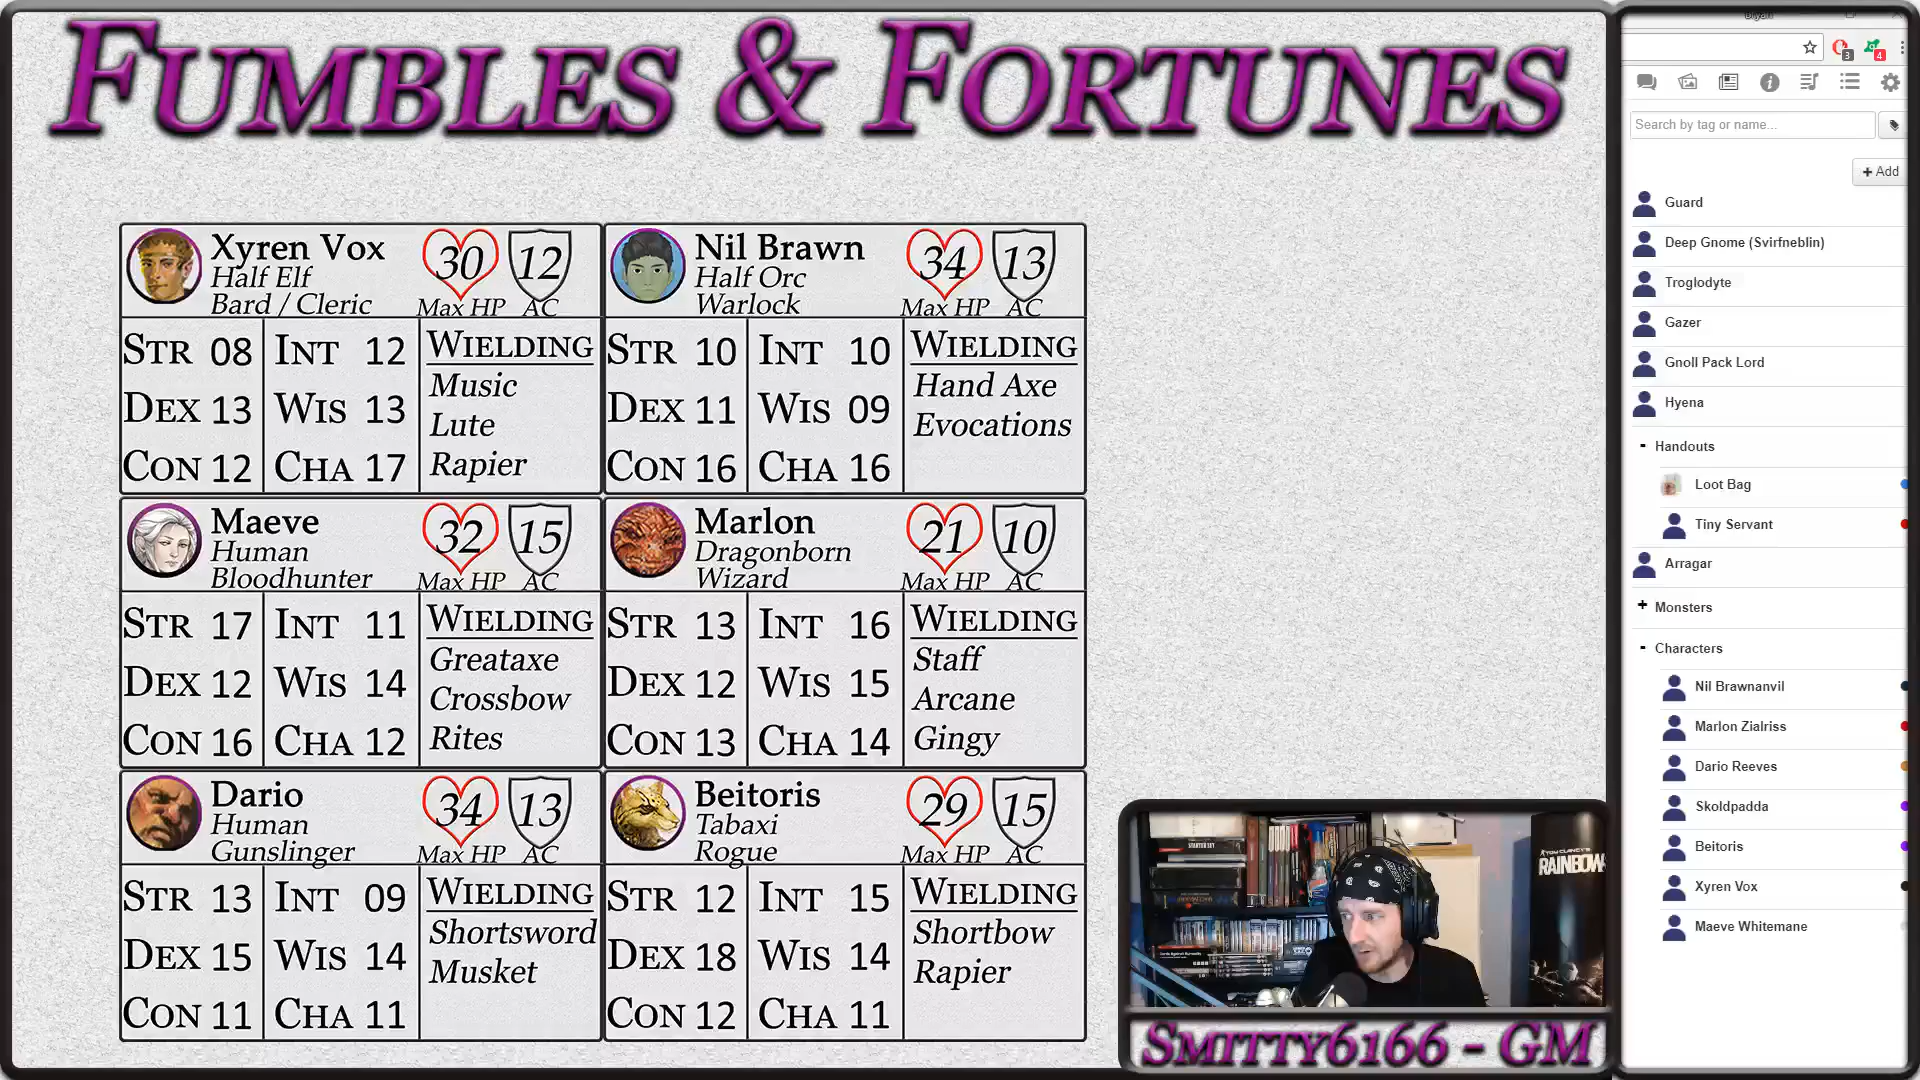 FUMBLES & FORTUNES
Xyren Vox
Half Elf
Bard / Cleric
30
Max HP
12
AC
STR 08
INT 12
DEX 13
WIS 13
CON 12
CHA 17
WIELDING
Music
Lute
Rapier
Nil Brawn
Half Orc
Warlock
34
Max HP
13
AC
STR 10
INT 10
DEX 11
WIS 09
CON 16
CHA 16
WIELDING
Hand Axe
Evocations
Maeve
Human
Bloodhunter
32
Max HP
15
AC
STR 17
INT 11
DEX 12
WIS 14
CON 16
CHA 12
WIELDING
Greataxe
Crossbow
Rites
Marlon
Dragonborn
Wizard
21
Max HP
10
AC
STR 13
INT 16
DEX 12
WIS 15
CON 13
CHA 14
WIELDING
Staff
Arcane
Gingy
Dario
Human
Gunslinger
34
Max HP
13
AC
STR 13
INT 09
DEX 15
WIS 14
CON 11
CHA 11
WIELDING
Shortsword
Musket
Beitoris
Tabaxi
Rogue
29
Max HP
15
AC
STR 12
INT 15
DEX 18
WIS 14
CON 12
CHA 11
WIELDING
Shortbow
Rapier
RAINBOW
SMITTY6166 - GM
3
4
Search by tag or name...
+ Add
Guard
Deep Gnome (Svirfneblin)
Troglodyte
Gazer
Gnoll Pack Lord
Hyena
- Handouts
Loot Bag
Tiny Servant
Arragar
+ Monsters
- Characters
Nil Brawnanvil
Marlon Zialriss
Dario Reeves
Skoldpadda
Beitoris
Xyren Vox
Maeve Whitemane